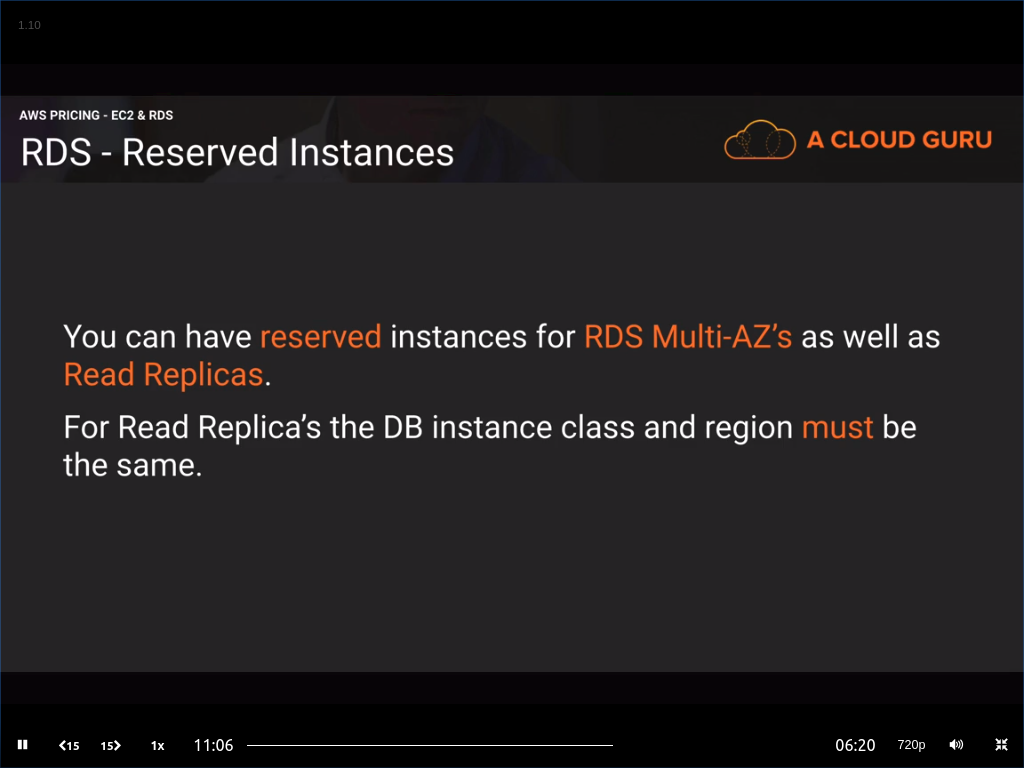 1.10
AWS PRICING - EC2 & RDS
RDS - Reserved Instances
A CLOUD GURU
You can have reserved instances for RDS Multi-AZ’s as well as
Read Replicas.
For Read Replica’s the DB instance class and region must be
the same.
15 15 1x 11:06 06:20 720p